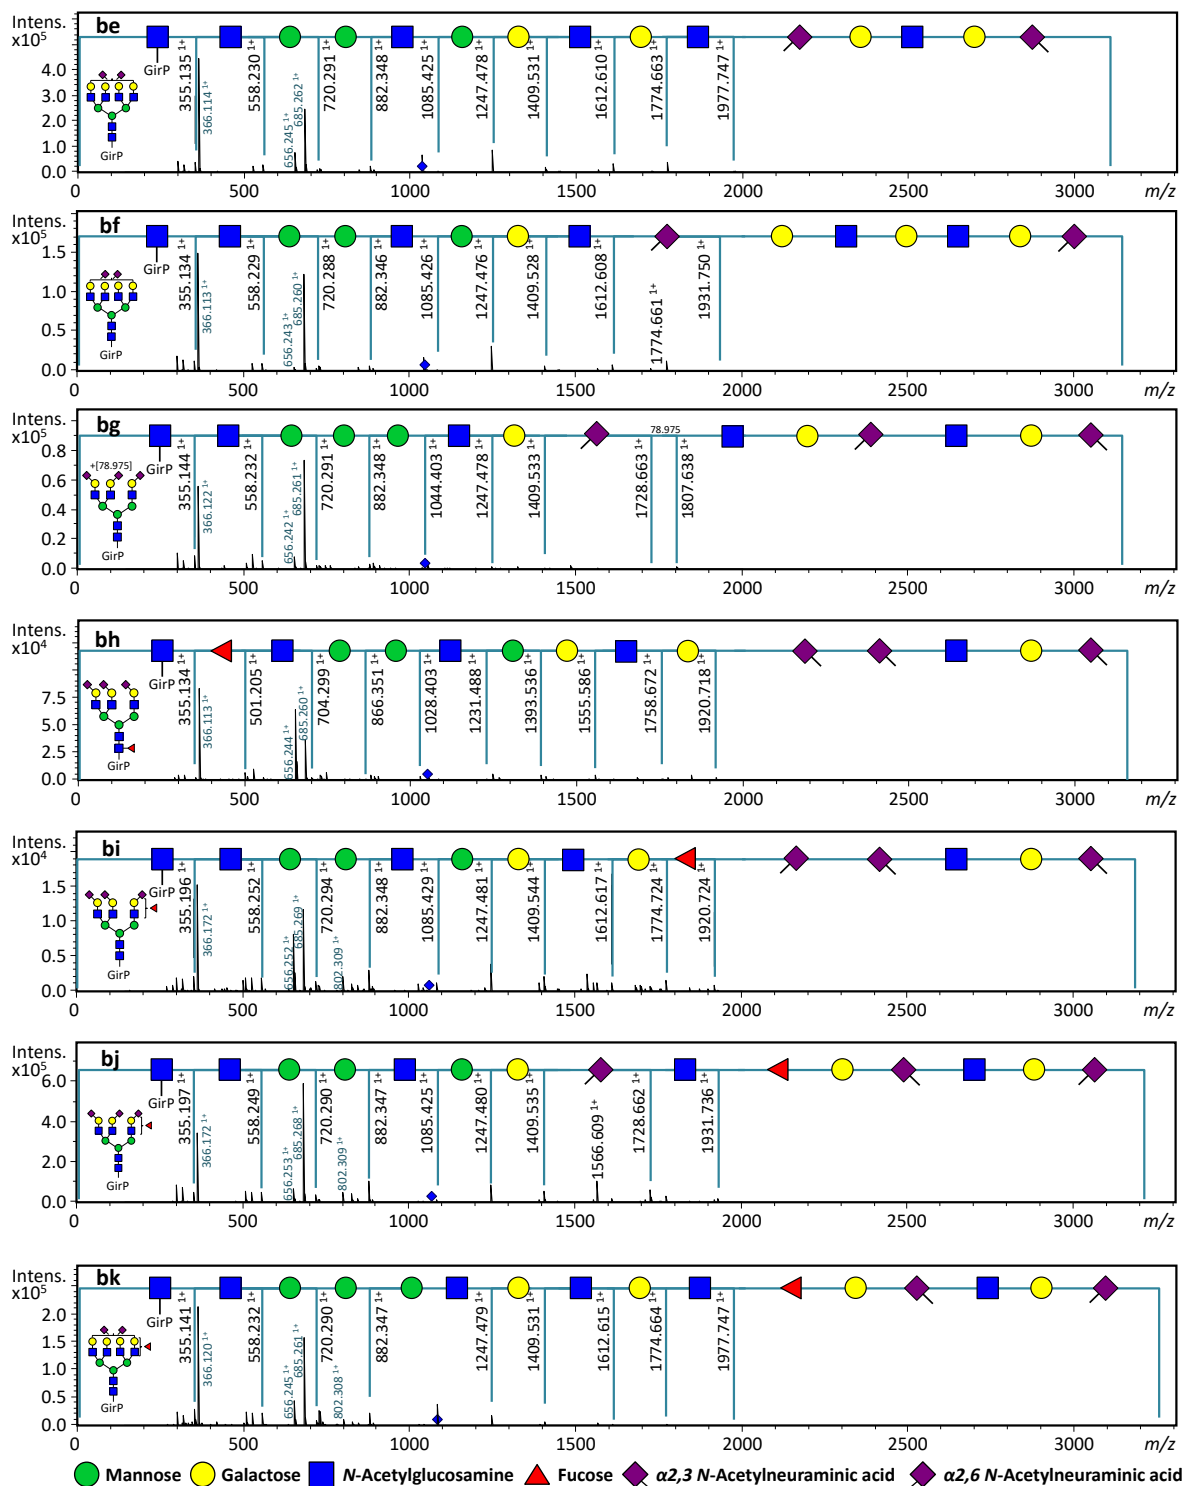 Intens.
x10⁵
be
4.0
3.0
2.0
1.0
0.0
GirP
GirP
355.135 ¹⁺
366.114 ¹⁺
558.230 ¹⁺
656.245 ¹⁺
685.262 ¹⁺
720.291 ¹⁺
882.348 ¹⁺
1085.425 ¹⁺
1247.478 ¹⁺
1409.531 ¹⁺
1612.610 ¹⁺
1774.663 ¹⁺
1977.747 ¹⁺
0 500 1000 1500 2000 2500 3000 m/z
Intens.
x10⁵
bf
1.5
1.0
0.5
0.0
GirP
GirP
355.134 ¹⁺
366.113 ¹⁺
558.229 ¹⁺
656.243 ¹⁺
685.260 ¹⁺
720.288 ¹⁺
882.346 ¹⁺
1085.426 ¹⁺
1247.476 ¹⁺
1409.528 ¹⁺
1612.608 ¹⁺
1774.661 ¹⁺
1931.750 ¹⁺
0 500 1000 1500 2000 2500 3000 m/z
Intens.
x10⁵
bg
0.8
0.6
0.4
0.2
0.0
+[78.975]
GirP
GirP
355.144 ¹⁺
366.122 ¹⁺
558.232 ¹⁺
656.242 ¹⁺
685.261 ¹⁺
720.291 ¹⁺
882.348 ¹⁺
1044.403 ¹⁺
1247.478 ¹⁺
1409.533 ¹⁺
1728.663 ¹⁺
78.975
1807.638 ¹⁺
0 500 1000 1500 2000 2500 3000 m/z
Intens.
x10⁴
bh
7.5
5.0
2.5
0.0
GirP
GirP
355.134 ¹⁺
366.113 ¹⁺
501.205 ¹⁺
656.244 ¹⁺
685.260 ¹⁺
704.299 ¹⁺
866.351 ¹⁺
1028.403 ¹⁺
1231.488 ¹⁺
1393.536 ¹⁺
1555.586 ¹⁺
1758.672 ¹⁺
1920.718 ¹⁺
0 500 1000 1500 2000 2500 3000 m/z
Intens.
x10⁴
bi
1.5
1.0
0.5
0.0
GirP
GirP
355.196 ¹⁺
366.172 ¹⁺
558.252 ¹⁺
656.252 ¹⁺
685.269 ¹⁺
720.294 ¹⁺
802.309 ¹⁺
882.348 ¹⁺
1085.429 ¹⁺
1247.481 ¹⁺
1409.544 ¹⁺
1612.617 ¹⁺
1774.724 ¹⁺
1920.724 ¹⁺
0 500 1000 1500 2000 2500 3000 m/z
Intens.
x10⁵
bj
6.0
4.0
2.0
0.0
GirP
GirP
355.197 ¹⁺
366.172 ¹⁺
558.249 ¹⁺
656.253 ¹⁺
685.268 ¹⁺
720.290 ¹⁺
802.309 ¹⁺
882.347 ¹⁺
1085.425 ¹⁺
1247.480 ¹⁺
1409.535 ¹⁺
1566.609 ¹⁺
1728.662 ¹⁺
1931.736 ¹⁺
0 500 1000 1500 2000 2500 3000 m/z
Intens.
x10⁵
bk
2.0
1.5
1.0
0.5
0.0
GirP
GirP
355.141 ¹⁺
366.120 ¹⁺
558.232 ¹⁺
656.245 ¹⁺
685.261 ¹⁺
720.290 ¹⁺
802.308 ¹⁺
882.347 ¹⁺
1247.479 ¹⁺
1409.531 ¹⁺
1612.615 ¹⁺
1774.664 ¹⁺
1977.747 ¹⁺
0 500 1000 1500 2000 2500 3000 m/z
Mannose Galactose N-Acetylglucosamine Fucose α2,3 N-Acetylneuraminic acid α2,6 N-Acetylneuraminic acid